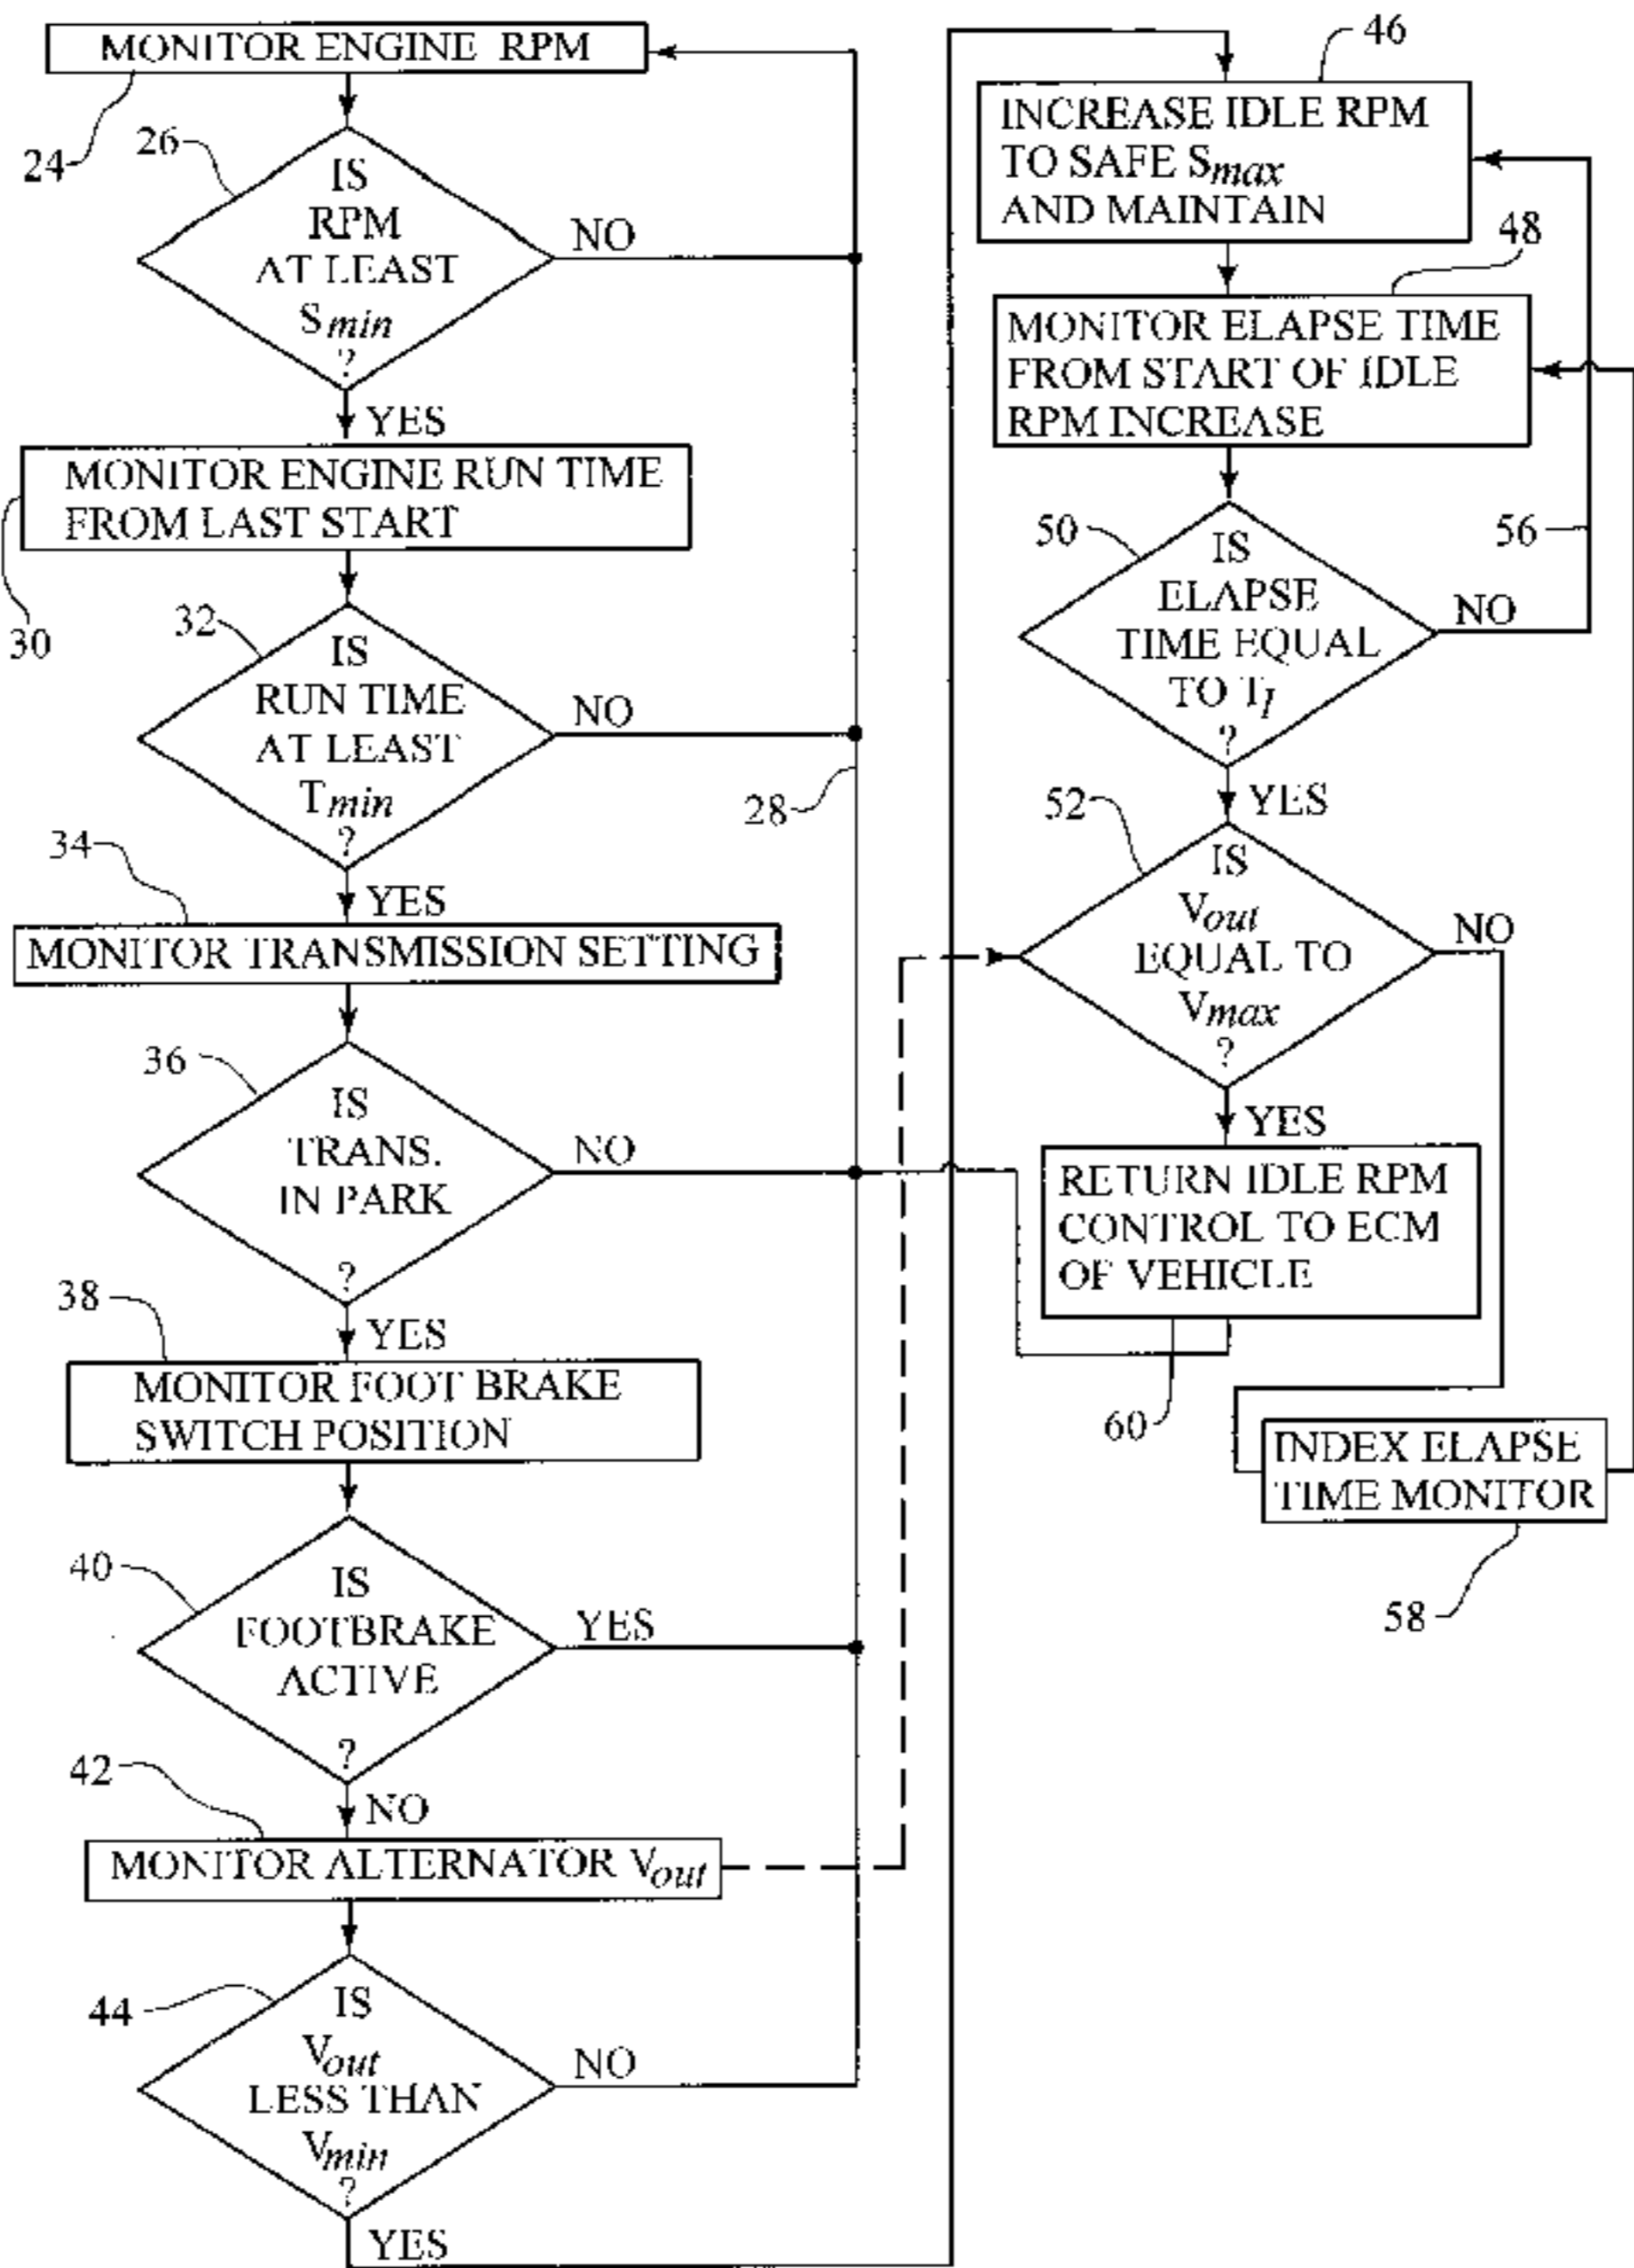 MONITOR ENGINE RPM
24
26
IS
RPM
AT LEAST
Smin
?
NO
YES
MONITOR ENGINE RUN TIME
FROM LAST START
30
32
IS
RUN TIME
AT LEAST
Tmin
?
NO
28
YES
34
MONITOR TRANSMISSION SETTING
36
IS
TRANS.
IN PARK
?
NO
YES
38
MONITOR FOOT BRAKE
SWITCH POSITION
40
IS
FOOTBRAKE
ACTIVE
?
YES
NO
42
MONITOR ALTERNATOR Vout
44
IS
Vout
LESS THAN
Vmin
?
NO
YES
46
INCREASE IDLE RPM
TO SAFE Smax
AND MAINTAIN
48
MONITOR ELAPSE TIME
FROM START OF IDLE
RPM INCREASE
50
IS
ELAPSE
TIME EQUAL
TO TI
?
NO
56
YES
52
IS
Vout
EQUAL TO
Vmax
?
NO
YES
RETURN IDLE RPM
CONTROL TO ECM
OF VEHICLE
60
INDEX ELAPSE
TIME MONITOR
58